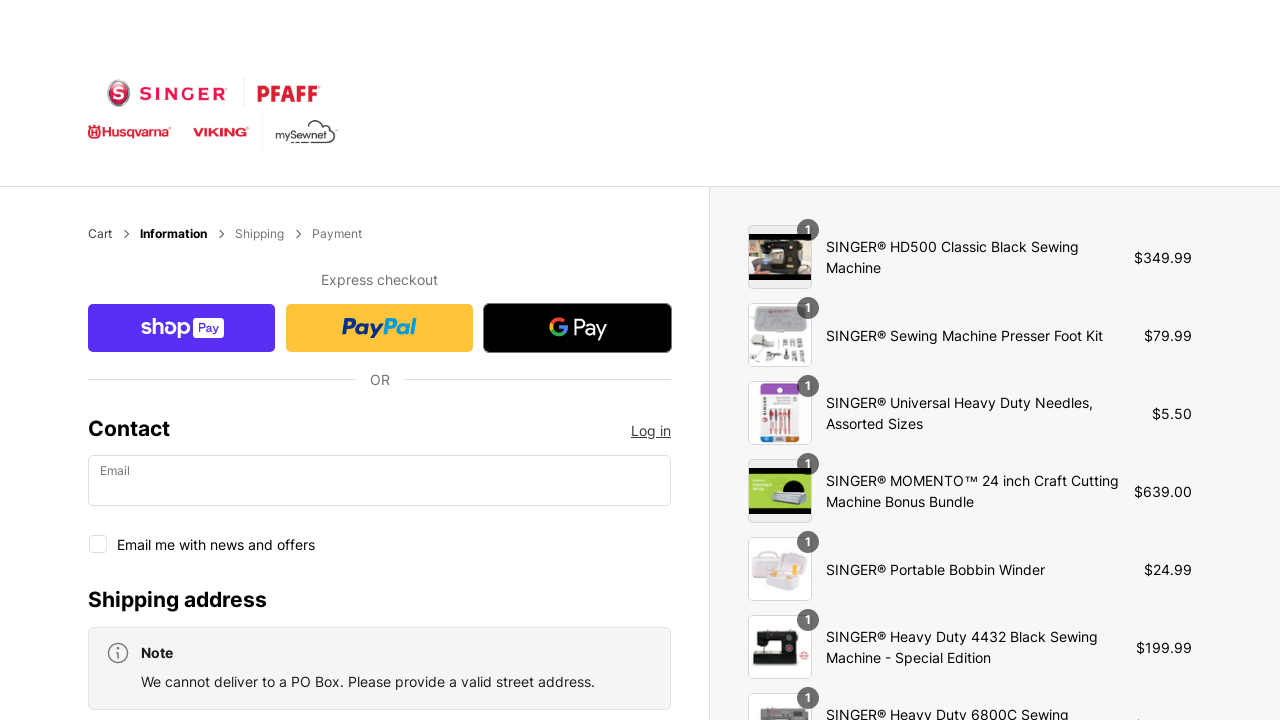 SINGER
PFAFF
Husqvarna
VIKING
mySewnet
Cart
Information
Shipping
Payment
Express checkout
shop Pay
PayPal
G Pay
OR
Contact
Log in
Email
Email me with news and offers
Shipping address
Note
We cannot deliver to a PO Box. Please provide a valid street address.
1
SINGER® HD500 Classic Black Sewing
Machine
$349.99
1
SINGER® Sewing Machine Presser Foot Kit
$79.99
1
SINGER® Universal Heavy Duty Needles,
Assorted Sizes
$5.50
1
SINGER® MOMENTO™ 24 inch Craft Cutting
Machine Bonus Bundle
$639.00
1
SINGER® Portable Bobbin Winder
$24.99
1
SINGER® Heavy Duty 4432 Black Sewing
Machine - Special Edition
$199.99
1
SINGER® Heavy Duty 6800C Sewing